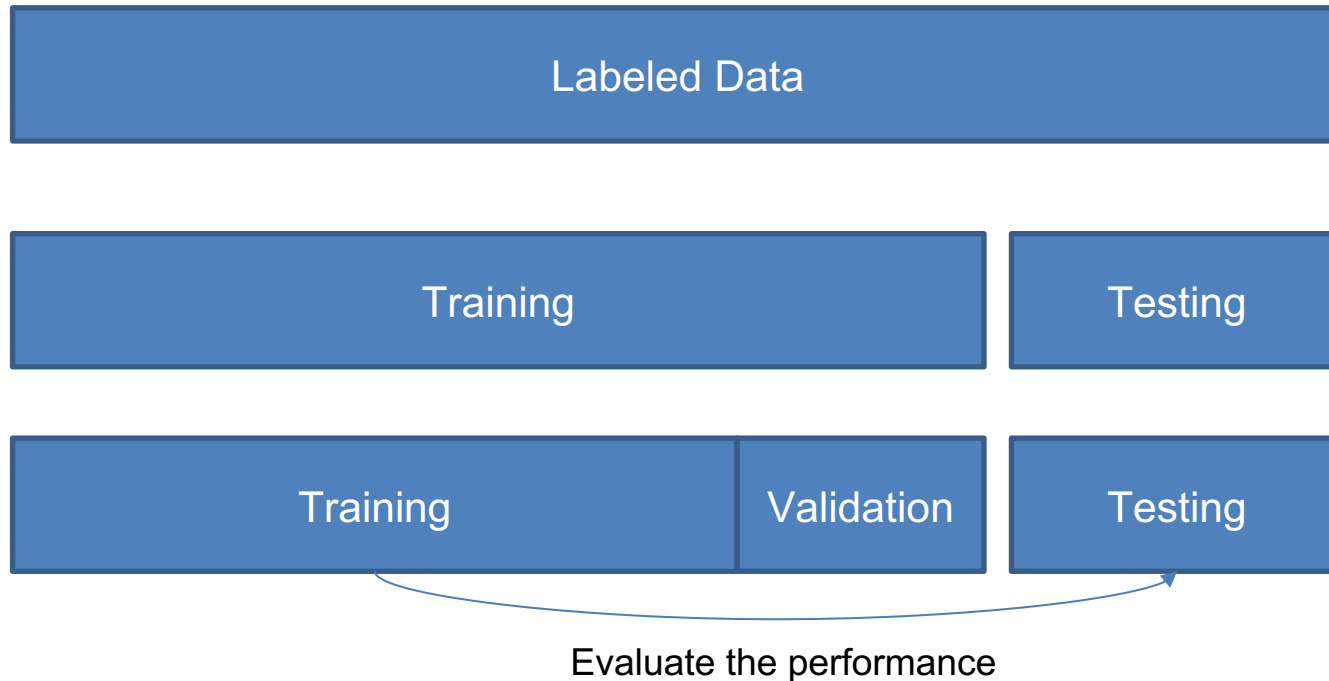 Labeled Data
Training
Testing
Training
Validation
Testing
Evaluate the performance